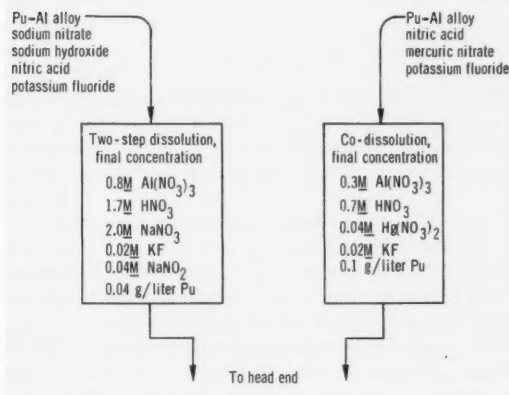 Pu-Al alloy
sodium nitrate
sodium hydroxide
nitric acid
potassium fluoride
Pu-Al alloy
nitric acid
mercuric nitrate
potassium fluoride
Two-step dissolution,
final concentration
0.8M Al(NO3)3
1.7M HNO3
2.0M NaNO3
0.02M KF
0.04M NaNO2
0.04 g/liter Pu
Co-dissolution,
final concentration
0.3M Al(NO3)3
0.7M HNO3
0.04M Hg(NO3)2
0.02M KF
0.1 g/liter Pu
To head end